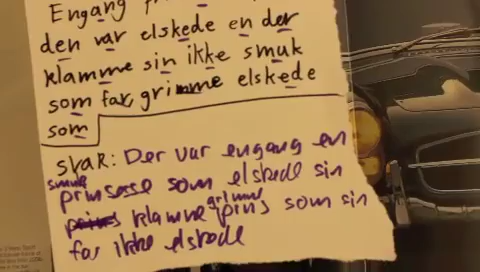 Engang
den var elskede en der
klamme sin ikke smuk
som far, grimme elskede
som
svar: Der var engang en
smuk
prinsesse som elskede sin
grimme
klamme prins som sin
far ikke elskede